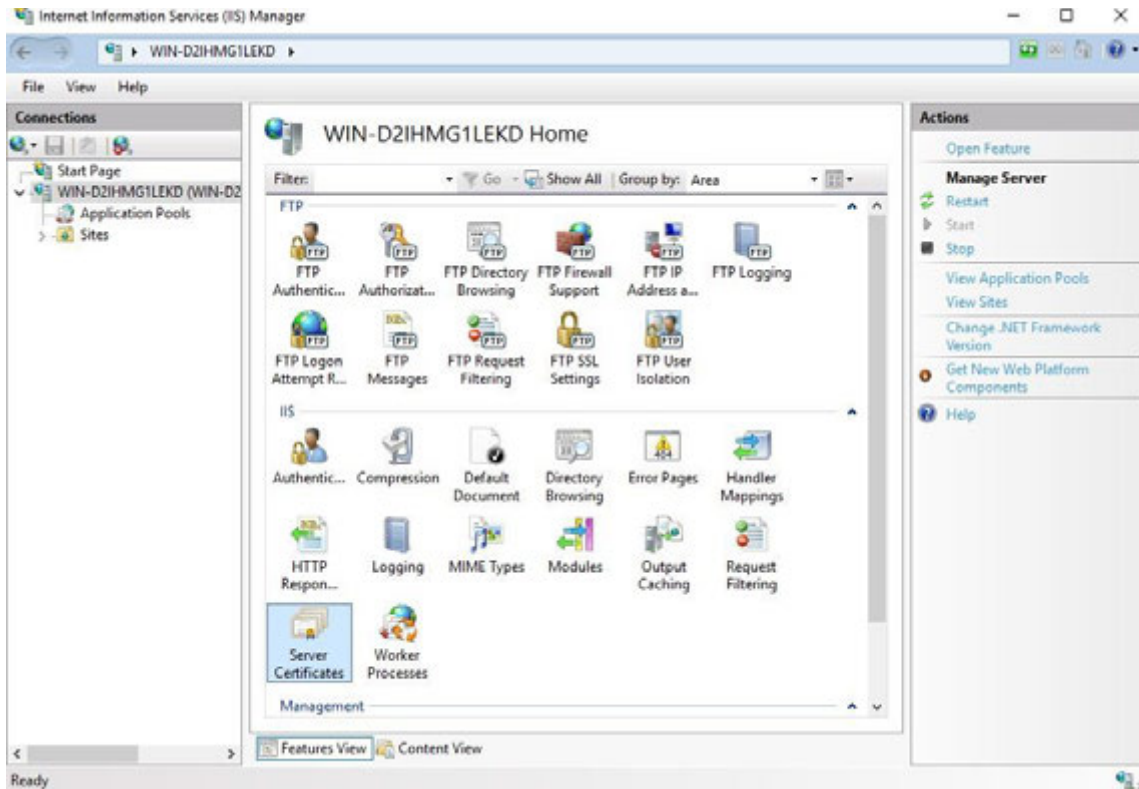 Internet Information Services (IIS) Manager
WIN-D2IHMG1LEKD
File View Help
Connections
Start Page
WIN-D2IHMG1LEKD (WIN-D2
Application Pools
Sites
WIN-D2IHMG1LEKD Home
Filter: Go Show All Group by: Area
FTP
FTP Authentic...
FTP Authorizat...
FTP Directory Browsing
FTP Firewall Support
FTP IP Address a...
FTP Logging
FTP Logon Attempt R...
FTP Messages
FTP Request Filtering
FTP SSL Settings
FTP User Isolation
IIS
Authentic...
Compression
Default Document
Directory Browsing
Error Pages
Handler Mappings
HTTP Respon...
Logging
MIME Types
Modules
Output Caching
Request Filtering
Server Certificates
Worker Processes
Management
Features View Content View
Actions
Open Feature
Manage Server
Restart
Start
Stop
View Application Pools
View Sites
Change .NET Framework
Version
Get New Web Platform
Components
Help
Ready